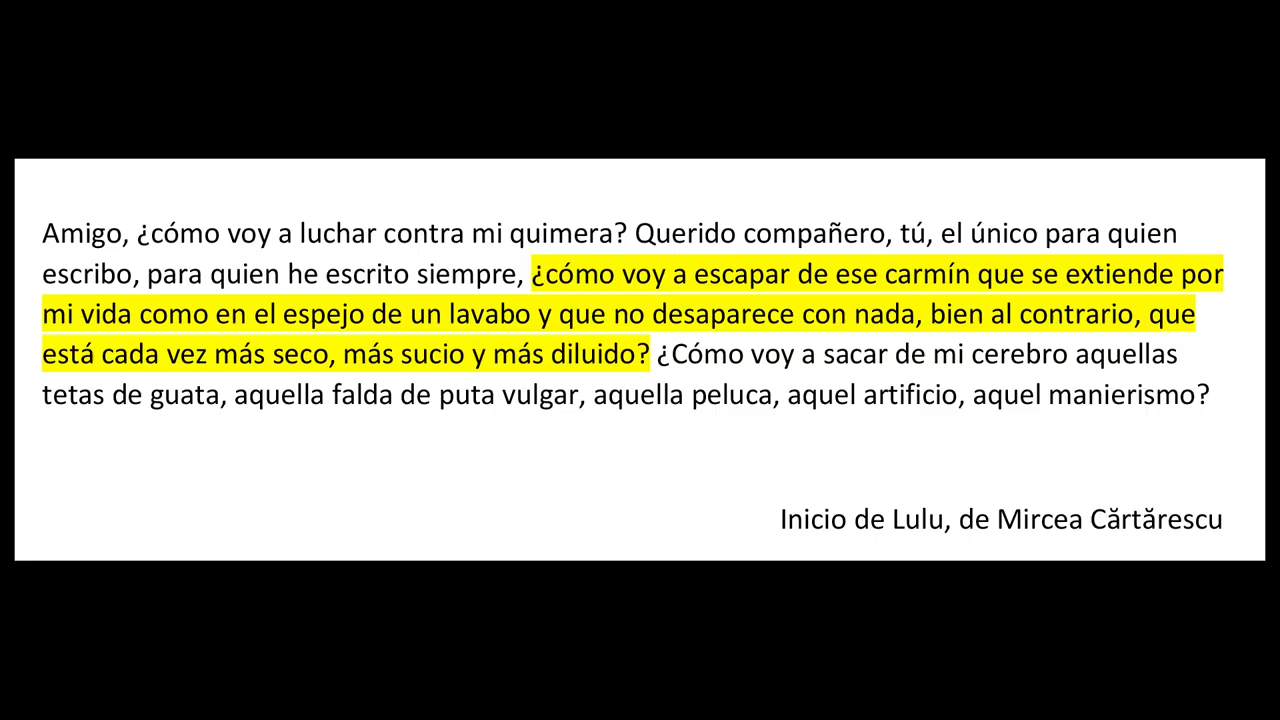 Amigo, ¿cómo voy a luchar contra mi quimera? Querido compañero, tú, el único para quien
escribo, para quien he escrito siempre, ¿cómo voy a escapar de ese carmín que se extiende por
mi vida como en el espejo de un lavabo y que no desaparece con nada, bien al contrario, que
está cada vez más seco, más sucio y más diluido? ¿Cómo voy a sacar de mi cerebro aquellas
tetas de guata, aquella falda de puta vulgar, aquella peluca, aquel artificio, aquel manierismo?
Inicio de Lulu, de Mircea Cărtărescu